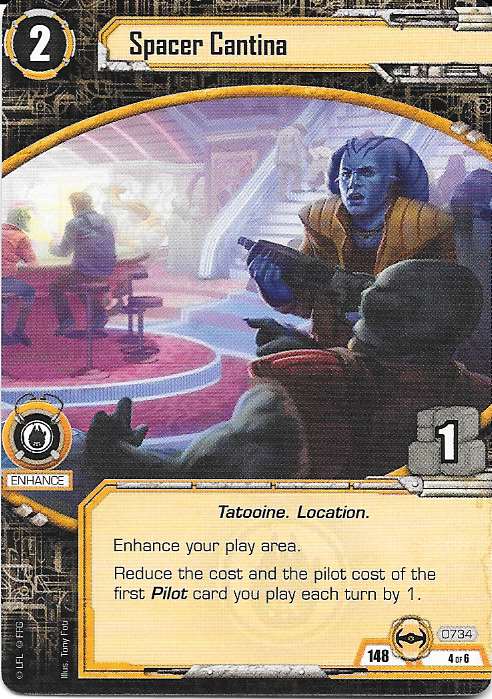 2
Spacer Cantina
ENHANCE
1
Tatooine. Location.
Enhance your play area.
Reduce the cost and the pilot cost of the
first Pilot card you play each turn by 1.
148
4 OF 6
0734
© LFL © FFG
Illus. Tony Foti